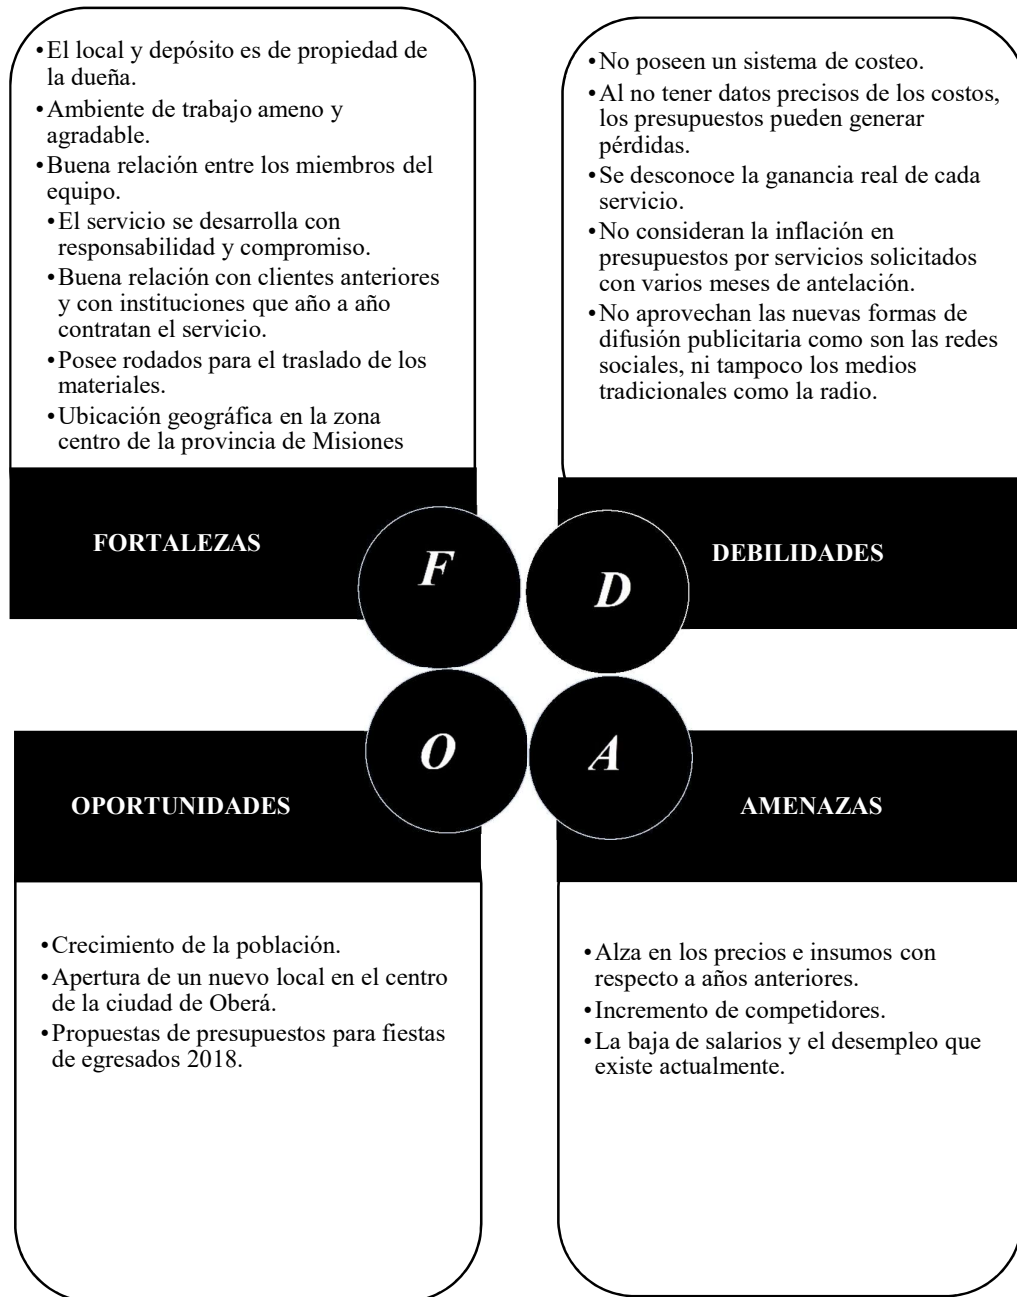 •El local y depósito es de propiedad de
la dueña.
•Ambiente de trabajo ameno y
agradable.
•Buena relación entre los miembros del
equipo.
•El servicio se desarrolla con
responsabilidad y compromiso.
•Buena relación con clientes anteriores
y con instituciones que año a año
contratan el servicio.
•Posee rodados para el traslado de los
materiales.
•Ubicación geográfica en la zona
centro de la provincia de Misiones
FORTALEZAS
F
•No poseen un sistema de costeo.
•Al no tener datos precisos de los costos,
los presupuestos pueden generar
pérdidas.
•Se desconoce la ganancia real de cada
servicio.
•No consideran la inflación en
presupuestos por servicios solicitados
con varios meses de antelación.
•No aprovechan las nuevas formas de
difusión publicitaria como son las redes
sociales, ni tampoco los medios
tradicionales como la radio.
D
DEBILIDADES
OPORTUNIDADES
O
•Crecimiento de la población.
•Apertura de un nuevo local en el centro
de la ciudad de Oberá.
•Propuestas de presupuestos para fiestas
de egresados 2018.
A
AMENAZAS
•Alza en los precios e insumos con
respecto a años anteriores.
•Incremento de competidores.
•La baja de salarios y el desempleo que
existe actualmente.